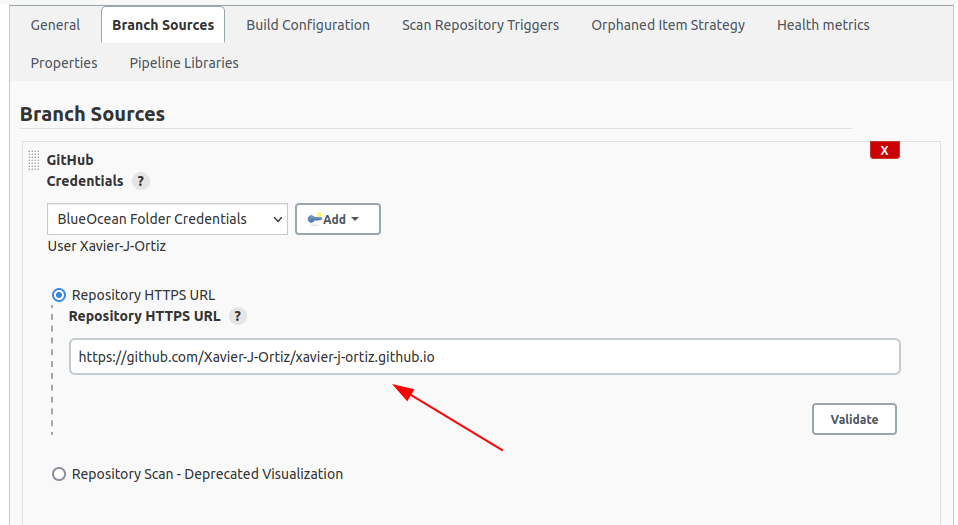 General Branch Sources Build Configuration Scan Repository Triggers Orphaned Item Strategy Health metrics
Properties Pipeline Libraries
Branch Sources
X
GitHub
Credentials ?
BlueOcean Folder Credentials Add
User Xavier-J-Ortiz
Repository HTTPS URL
Repository HTTPS URL ?
https://github.com/Xavier-J-Ortiz/xavier-j-ortiz.github.io
Validate
Repository Scan - Deprecated Visualization